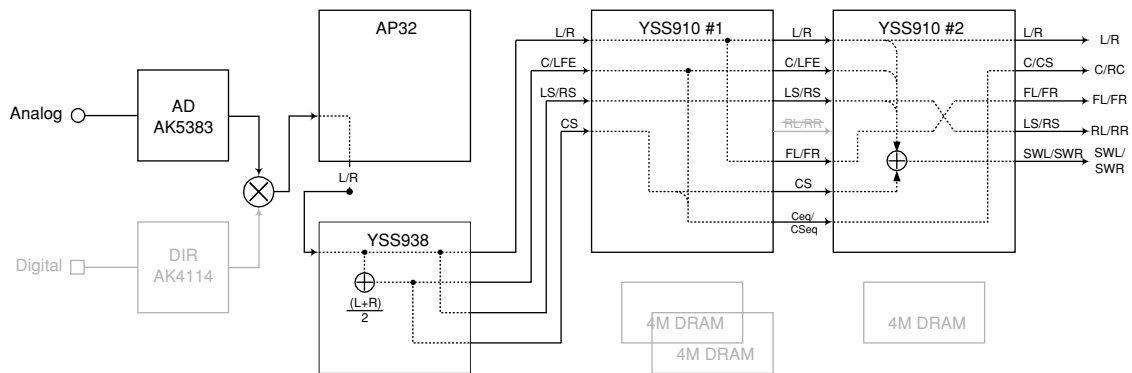 AP32
YSS910 #1
YSS910 #2
L/R
L/R
L/R
L/R
C/LFE
C/LFE
C/CS
C/RC
AD
AK5383
Analog
LS/RS
LS/RS
FL/FR
FL/FR
CS
RL/RR
LS/RS
RL/RR
FL/FR
SWL/SWR
SWL/
SWR
L/R
CS
Ceq/
CSeq
YSS938
DIR
AK4114
Digital
(L+R)
2
4M DRAM
4M DRAM
4M DRAM